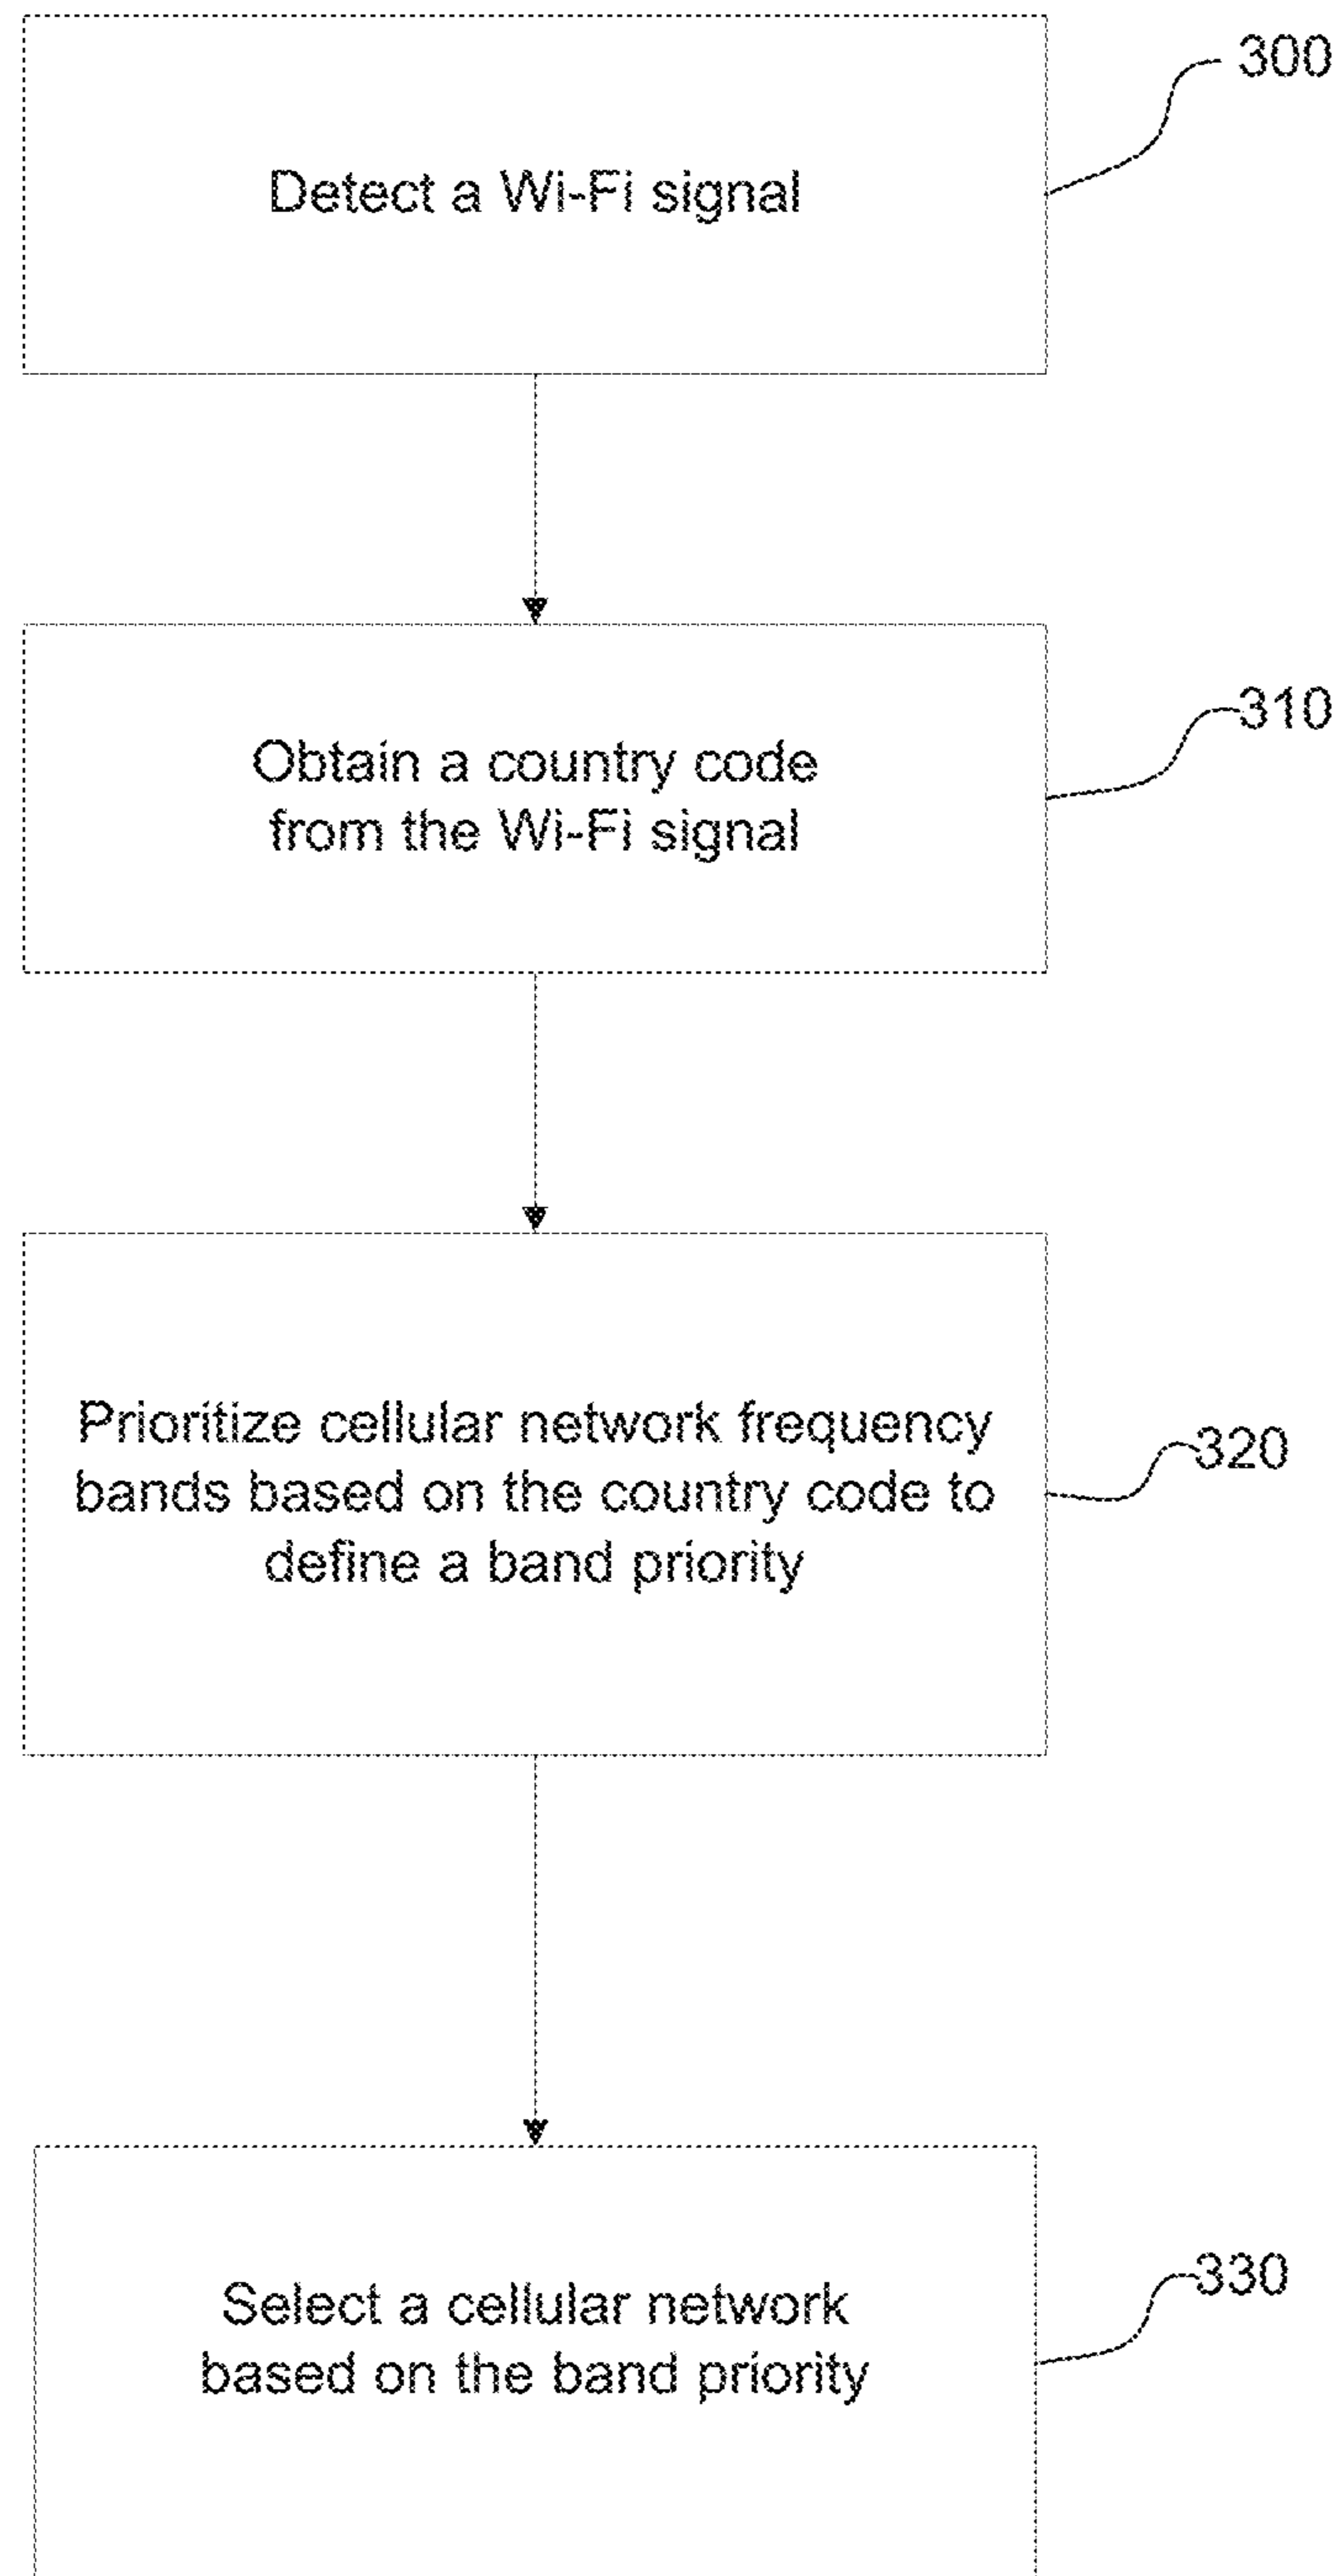 300
Detect a Wi-Fi signal
310
Obtain a country code
from the Wi-Fi signal
Prioritize cellular network frequency
bands based on the country code to
define a band priority
320
Select a cellular network
based on the band priority
330